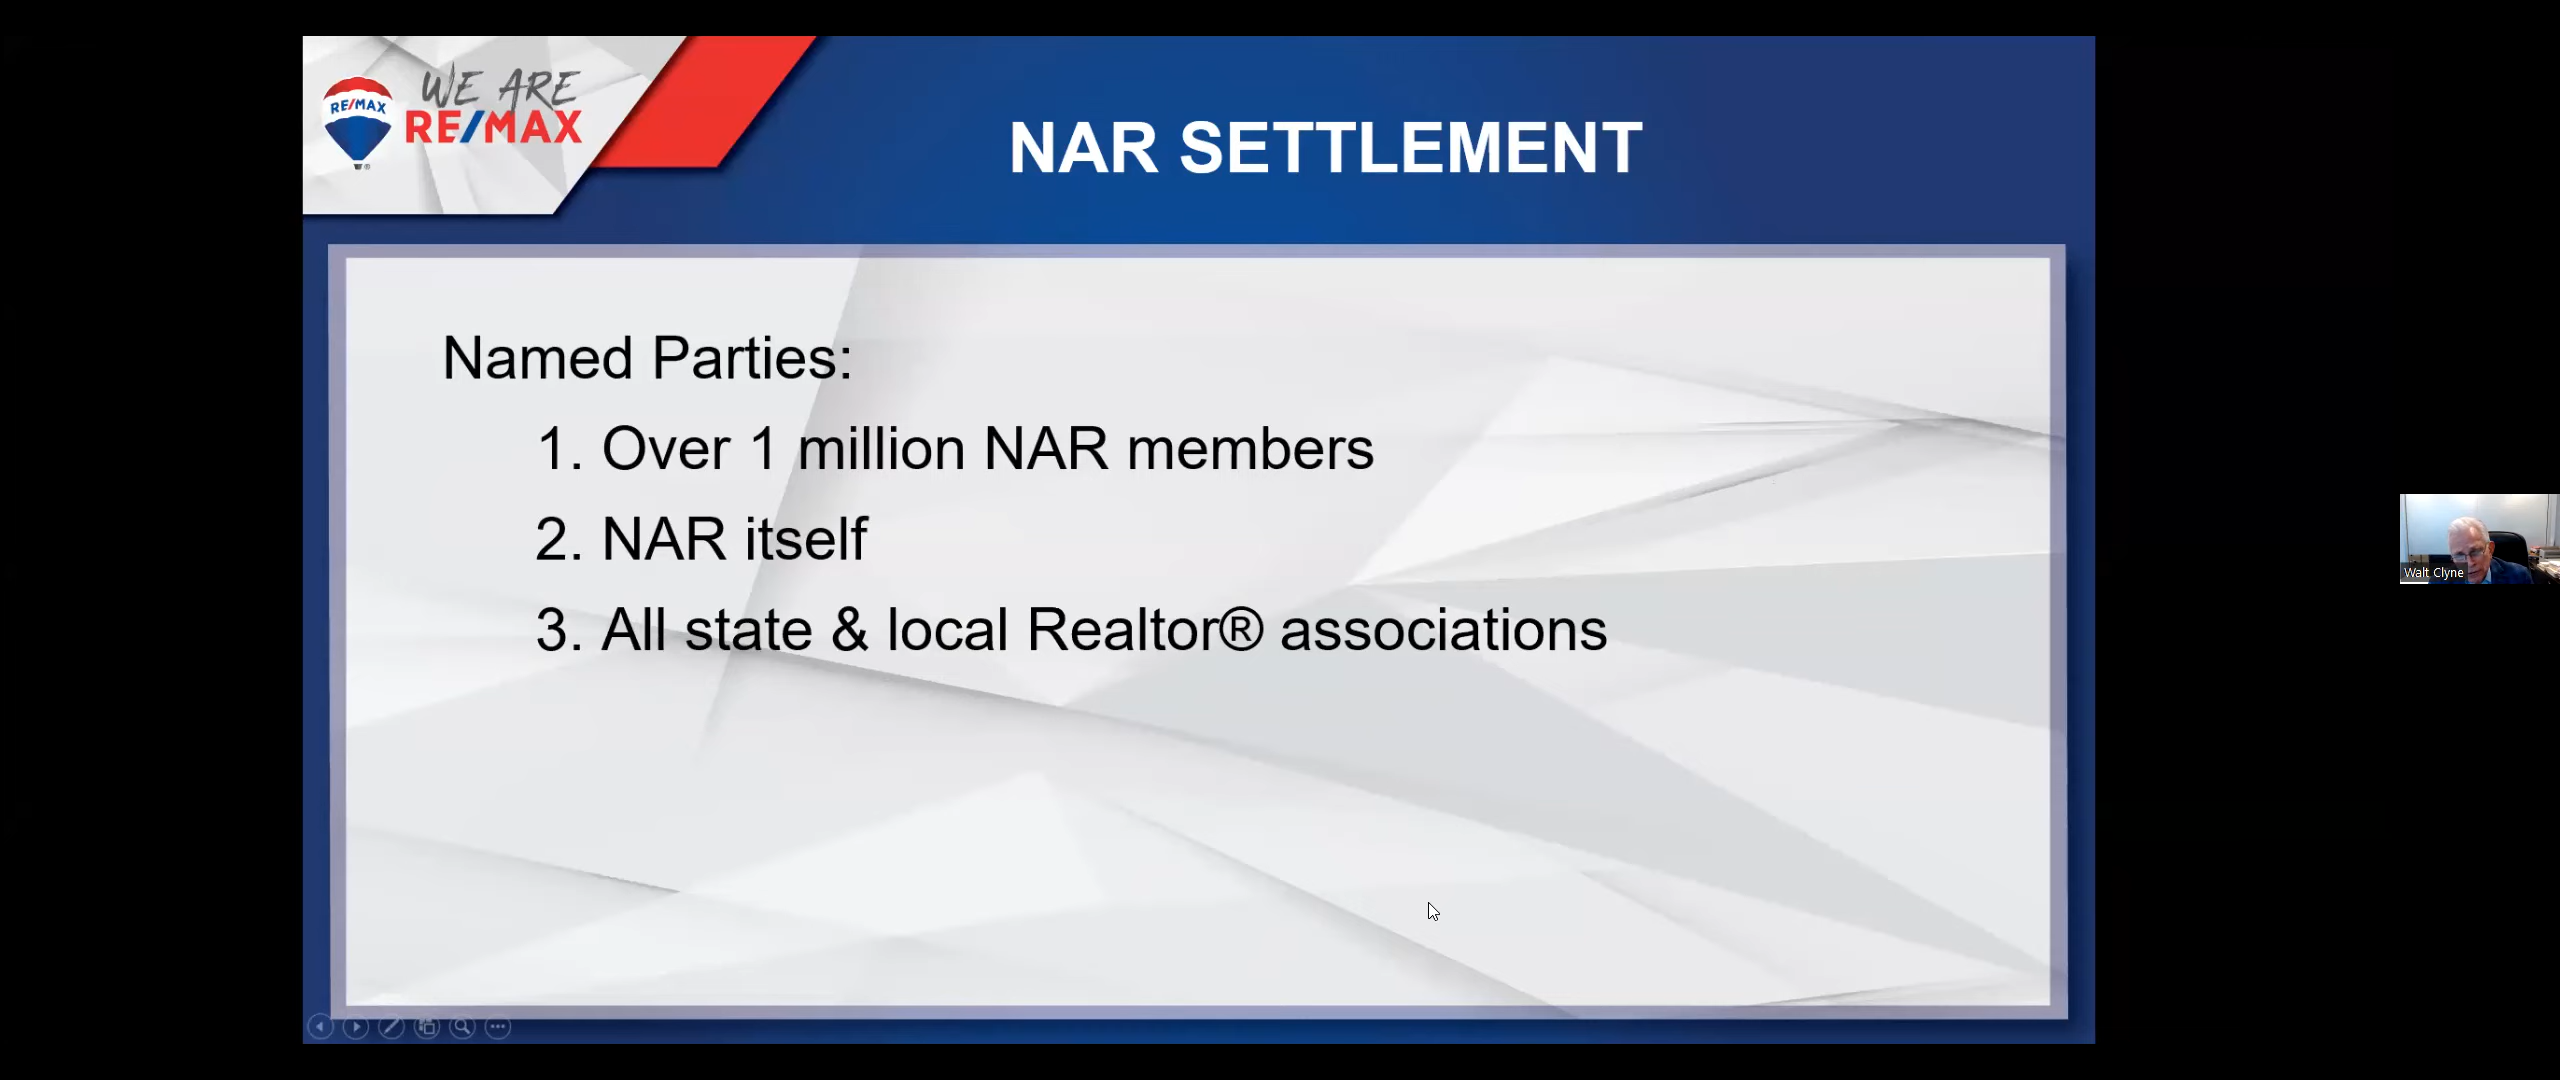 WE ARE
RE/MAX
RE/MAX
NAR SETTLEMENT
Named Parties:
1. Over 1 million NAR members
2. NAR itself
3. All state & local Realtor® associations
Walt Clyne